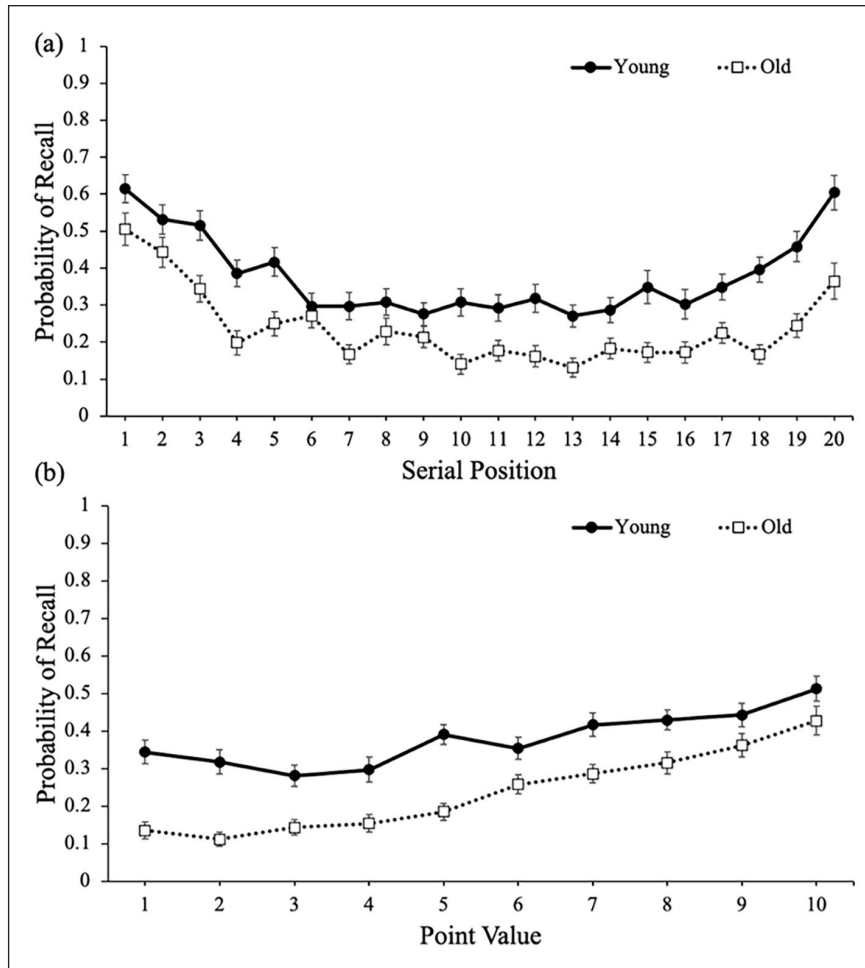 (a)
Young Old
1
0.9
0.8
0.7
0.6
0.5
0.4
0.3
0.2
0.1
0
Probability of Recall
1 2 3 4 5 6 7 8 9 10 11 12 13 14 15 16 17 18 19 20
Serial Position
(b)
Young Old
1
0.9
0.8
0.7
0.6
0.5
0.4
0.3
0.2
0.1
0
Probability of Recall
1 2 3 4 5 6 7 8 9 10
Point Value